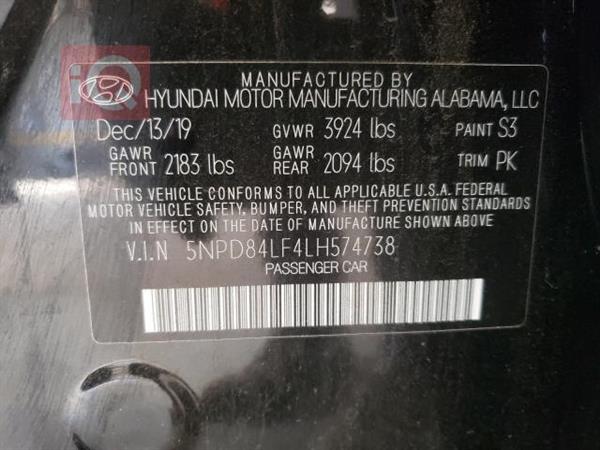 iQ
MANUFACTURED BY
HYUNDAI MOTOR MANUFACTURING ALABAMA, LLC
Dec/13/19 GVWR 3924 lbs PAINT S3
GAWR FRONT 2183 lbs GAWR REAR 2094 lbs TRIM PK
THIS VEHICLE CONFORMS TO ALL APPLICABLE U.S.A. FEDERAL
MOTOR VEHICLE SAFETY, BUMPER, AND THEFT PREVENTION STANDARDS
IN EFFECT ON THE DATE OF MANUFACTURE SHOWN ABOVE
V.I.N 5NPD84LF4LH574738
PASSENGER CAR